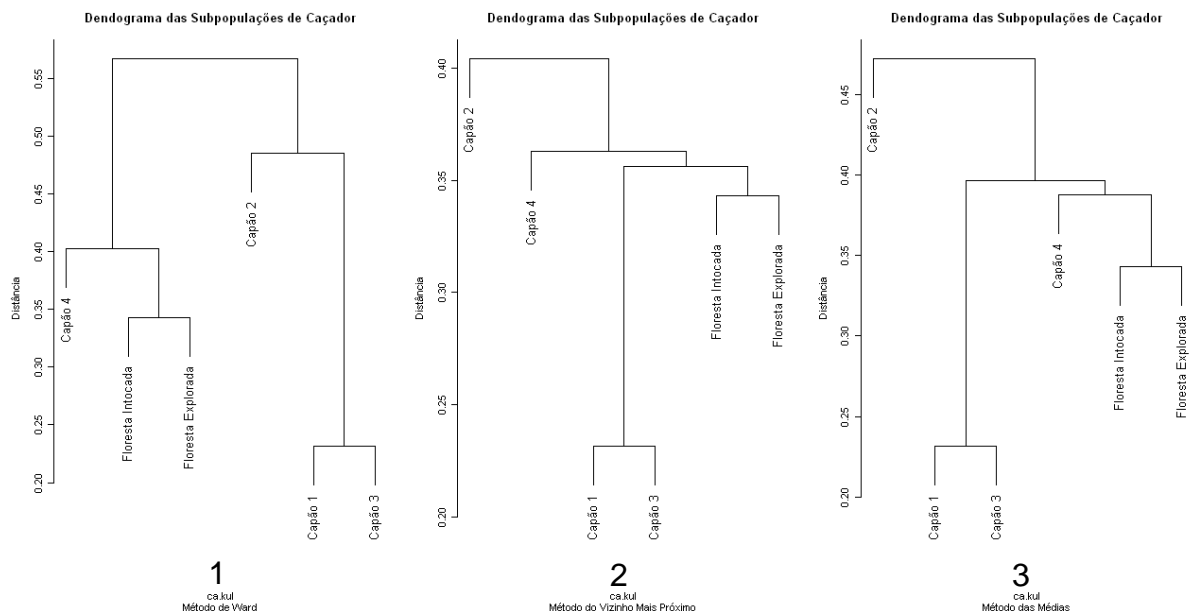 Dendograma das Subpopulações de Caçador
Distância
0.55
0.50
0.45
0.40
0.35
0.30
0.25
0.20
Capão 4
Floresta Intocada
Floresta Explorada
Capão 2
Capão 1
Capão 3
1
ca.kul
Método de Ward
Dendograma das Subpopulações de Caçador
Distância
0.40
0.35
0.30
0.25
0.20
Capão 2
Capão 4
Capão 1
Capão 3
Floresta Intocada
Floresta Explorada
2
ca.kul
Método do Vizinho Mais Próximo
Dendograma das Subpopulações de Caçador
Distância
0.45
0.40
0.35
0.30
0.25
0.20
Capão 2
Capão 1
Capão 3
Capão 4
Floresta Intocada
Floresta Explorada
3
ca.kul
Método das Médias